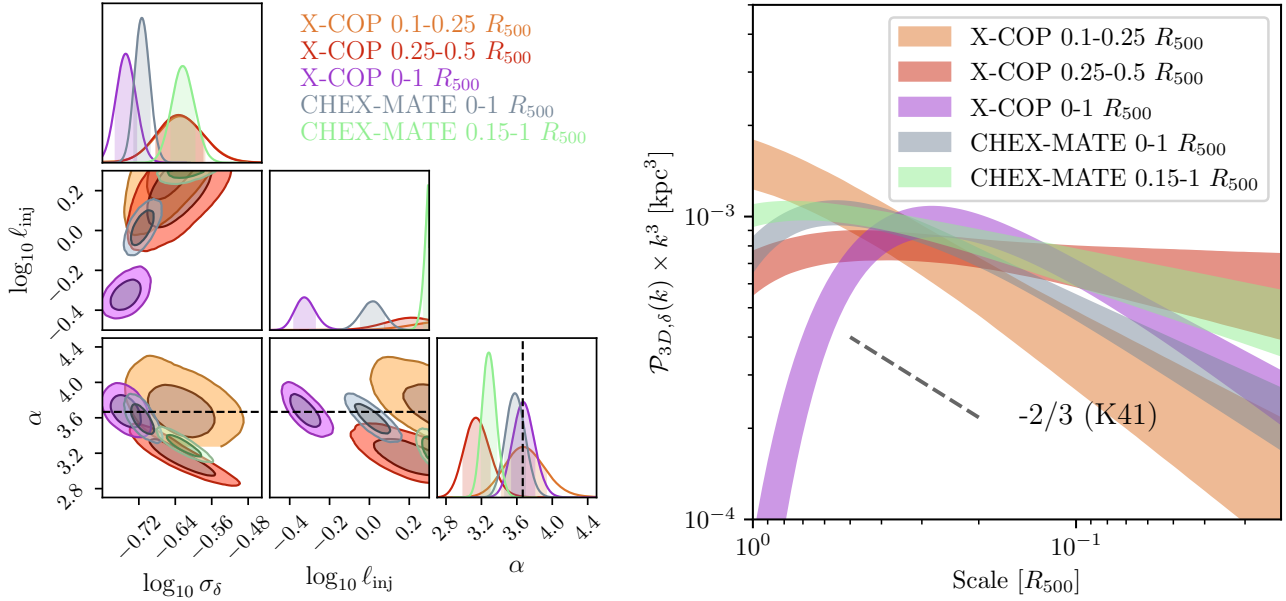 X-COP 0.1-0.25 R₅₀₀
X-COP 0.25-0.5 R₅₀₀
X-COP 0-1 R₅₀₀
CHEX-MATE 0-1 R₅₀₀
CHEX-MATE 0.15-1 R₅₀₀
log₁₀ ℓᵢₙⱼ
0.2
0.0
−0.2
−0.4
α
4.4
4.0
3.6
3.2
2.8
−0.72
−0.64
−0.56
−0.48
log₁₀ σ_δ
−0.4
0.0
0.2
log₁₀ ℓᵢₙⱼ
2.8
3.2
3.6
4.0
4.4
α
X-COP 0.1-0.25 R₅₀₀
X-COP 0.25-0.5 R₅₀₀
X-COP 0-1 R₅₀₀
CHEX-MATE 0-1 R₅₀₀
CHEX-MATE 0.15-1 R₅₀₀
𝒫_{3D,δ}(k) × k³ [kpc³]
10⁻³
10⁻⁴
-2/3 (K41)
10⁰
10⁻¹
Scale [R₅₀₀]